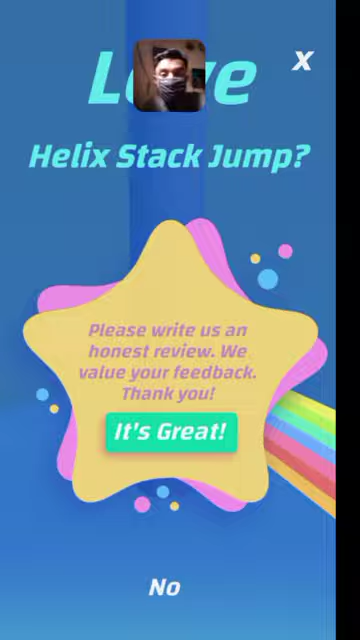 X
Helix Stack Jump?
Please write us an
honest review. We
value your feedback.
Thank you!
It's Great!
No